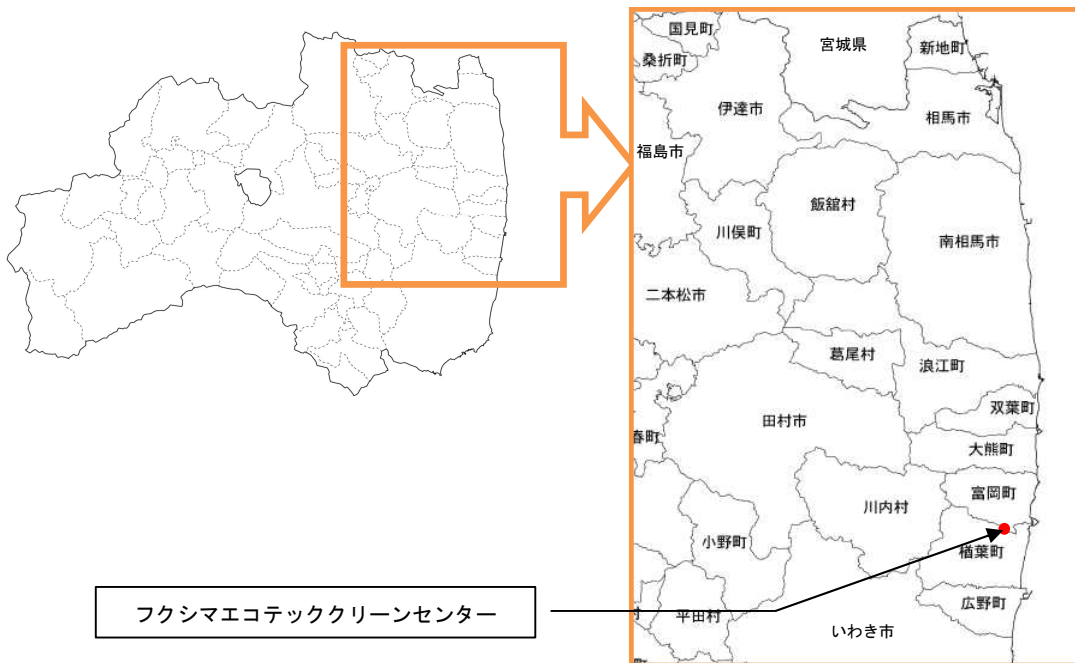 国見町
宮城県
新地町
桑折町
伊達市
相馬市
福島市
飯舘村
川俣町
南相馬市
二本松市
葛尾村
浪江町
双葉町
田村市
春町
大熊町
富岡町
川内村
小野町
楢葉町
広野町
フクシマエコテッククリーンセンター
村
平田村
いわき市
町